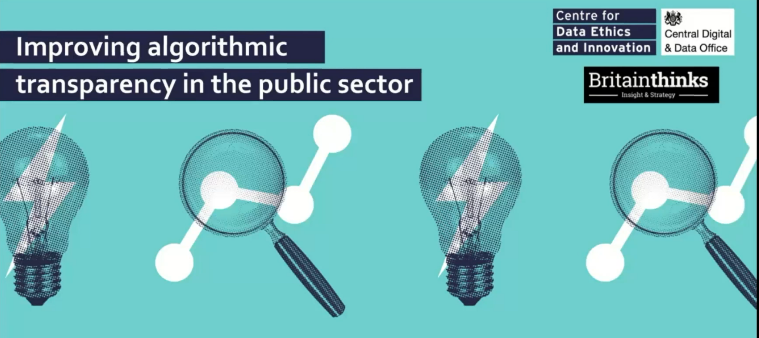 Improving algorithmic
transparency in the public sector
Centre for
Data Ethics
and Innovation
Central Digital
& Data Office
Britainthinks
Insight & Strategy